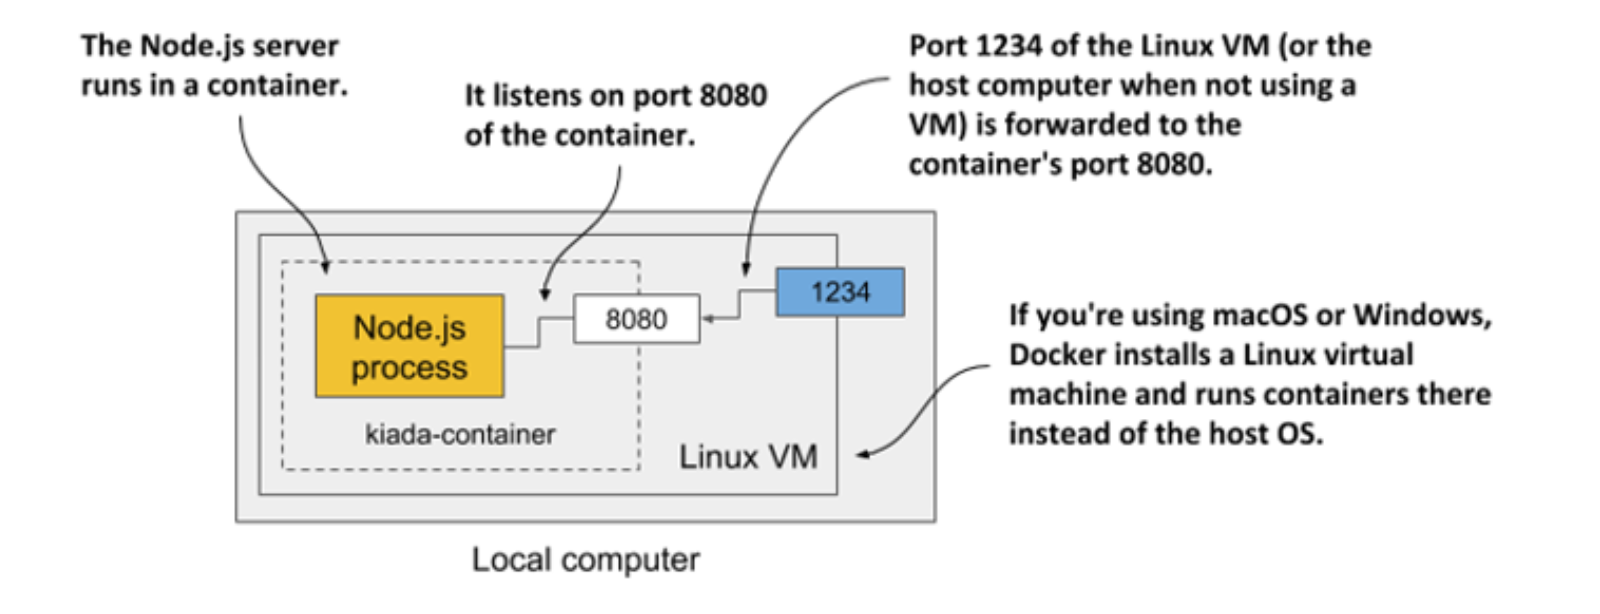 The Node.js server
runs in a container.
It listens on port 8080
of the container.
Port 1234 of the Linux VM (or the
host computer when not using a
VM) is forwarded to the
container's port 8080.
1234
8080
Node.js
process
kiada-container
Linux VM
If you're using macOS or Windows,
Docker installs a Linux virtual
machine and runs containers there
instead of the host OS.
Local computer